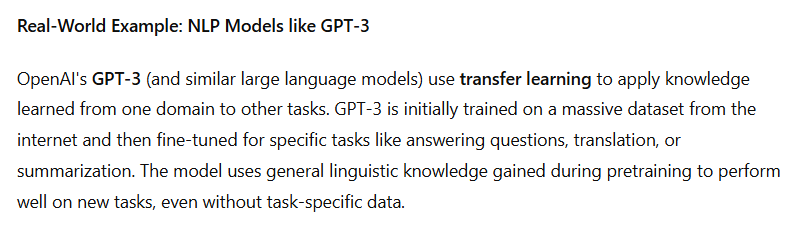 Real-World Example: NLP Models like GPT-3
OpenAI's GPT-3 (and similar large language models) use transfer learning to apply knowledge
learned from one domain to other tasks. GPT-3 is initially trained on a massive dataset from the
internet and then fine-tuned for specific tasks like answering questions, translation, or
summarization. The model uses general linguistic knowledge gained during pretraining to perform
well on new tasks, even without task-specific data.